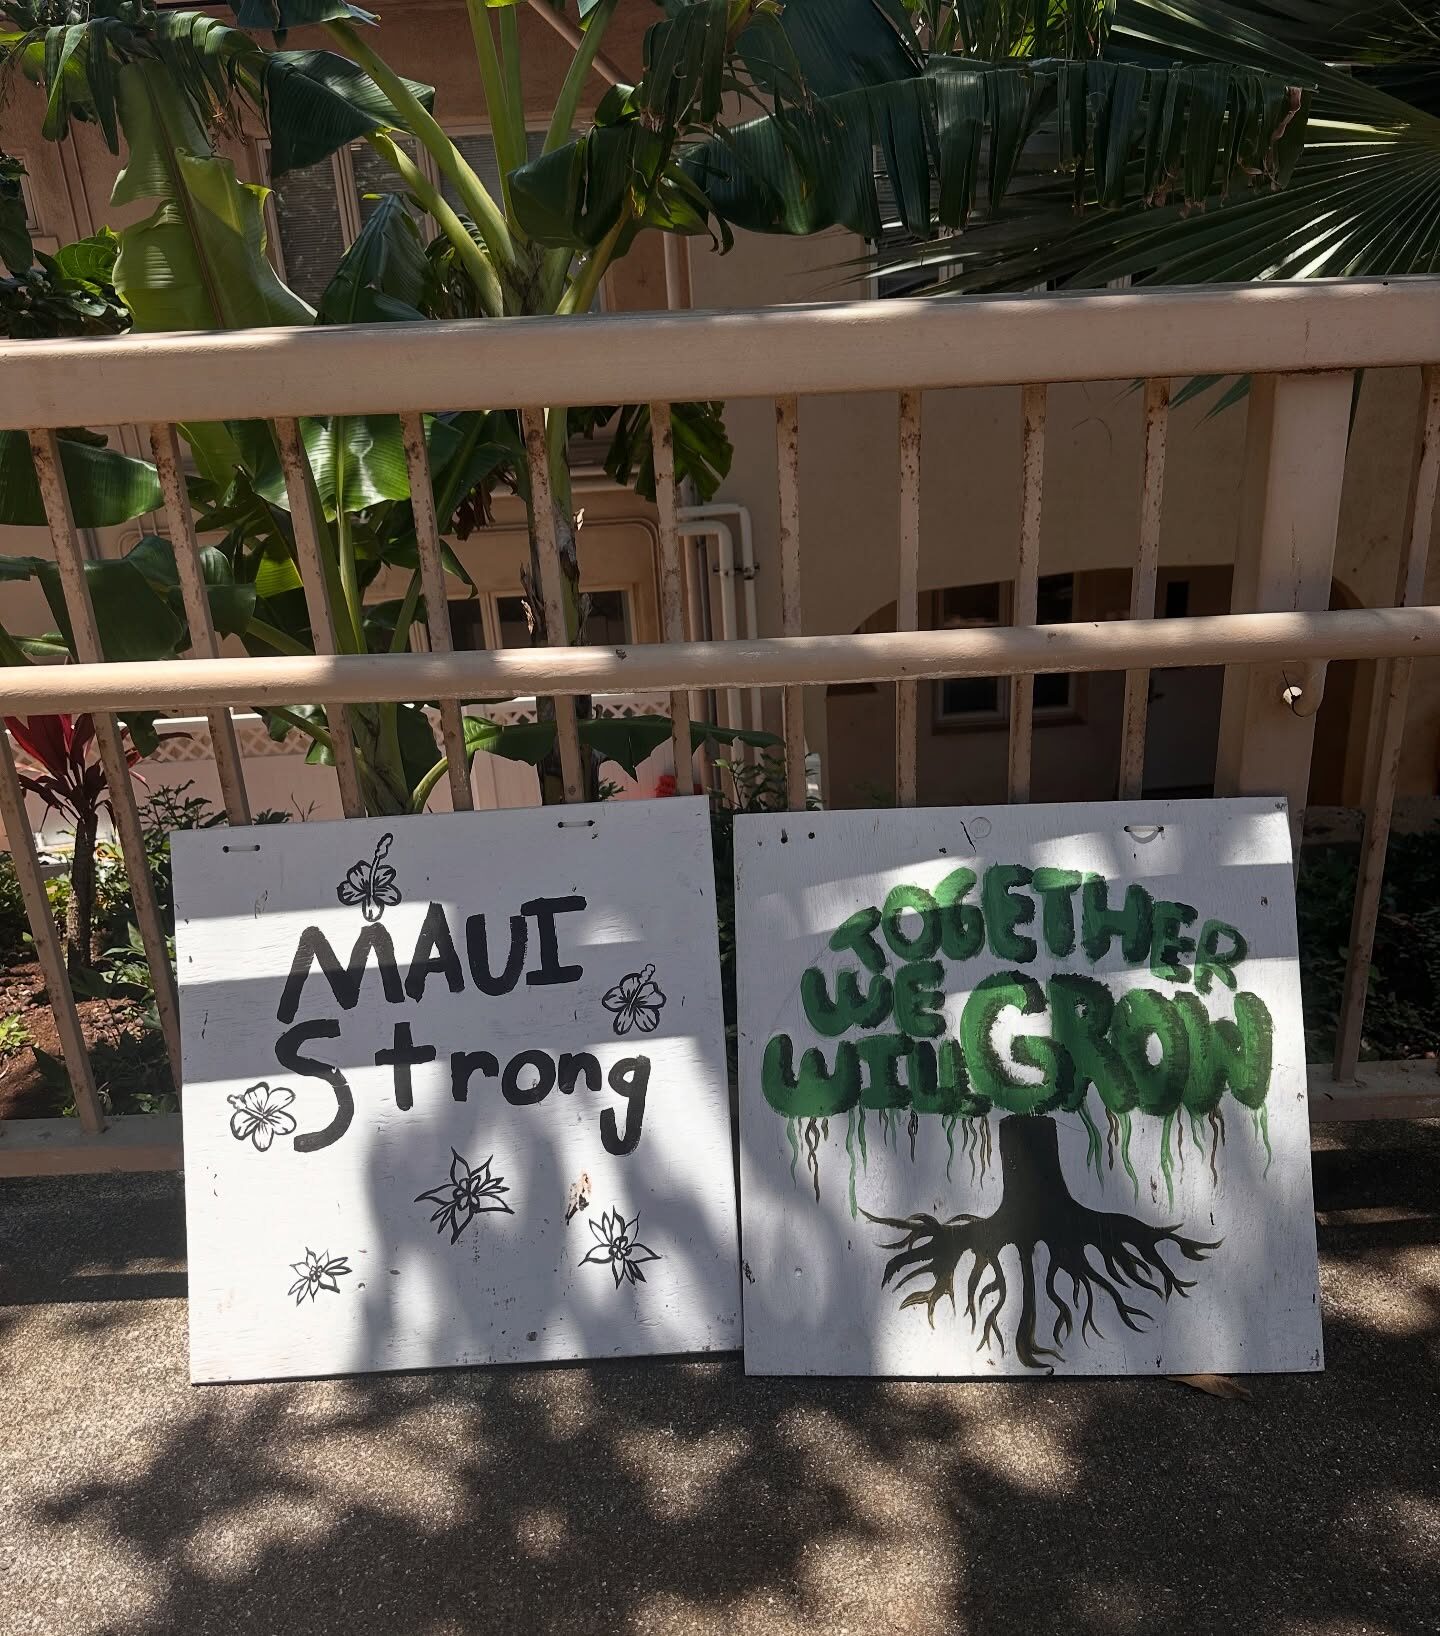 MAUI
Strong
TOGETHER
WE
WILL GROW